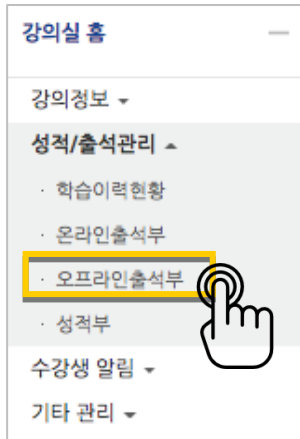 강의실 홈
강의정보
성적/출석관리
· 학습이력현황
· 온라인출석부
· 오프라인출석부
· 성적부
수강생 알림
기타 관리